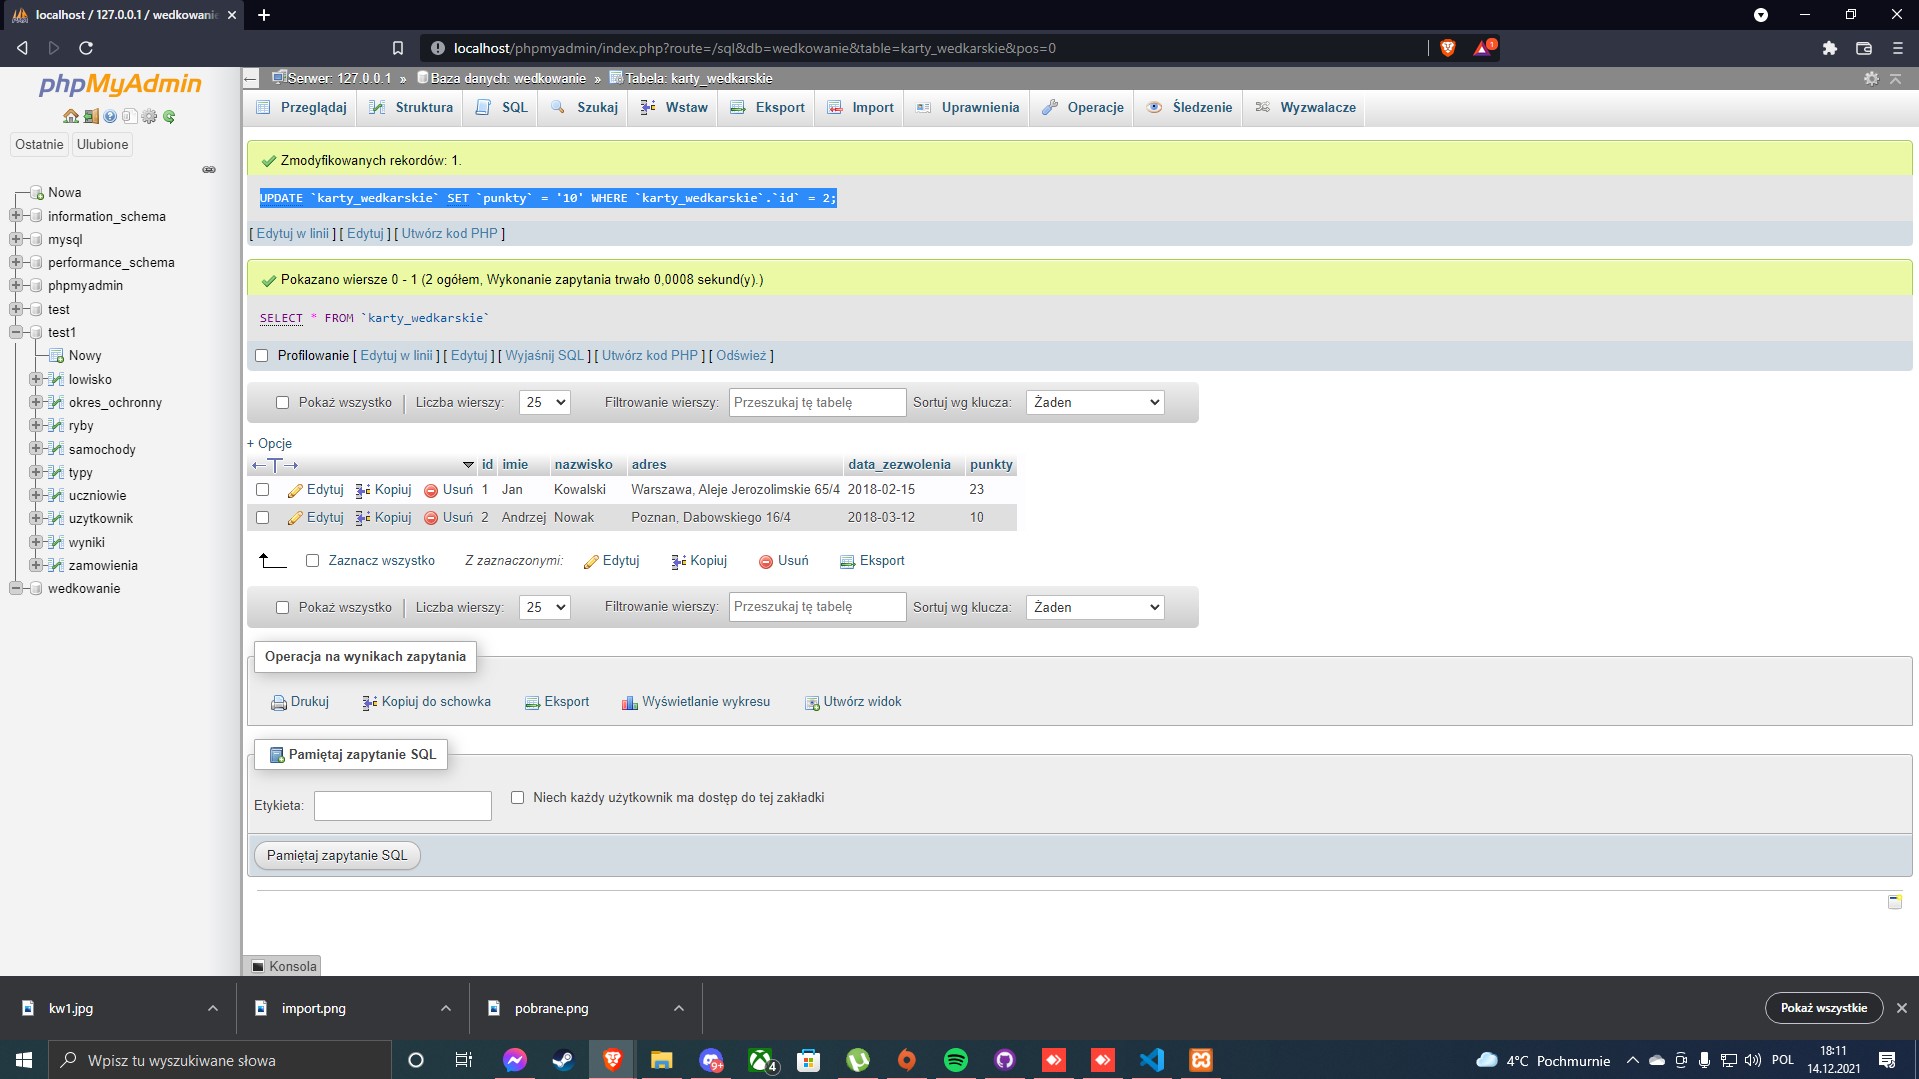 localhost / 127.0.0.1 / wedkowanie
localhost/phpmyadmin/index.php?route=/sql&db=wedkowanie&table=karty_wedkarskie&pos=0
1
phpMyAdmin
Ostatnie Ulubione
Nowa
information_schema
mysql
performance_schema
phpmyadmin
test
test1
Nowy
lowisko
okres_ochronny
ryby
samochody
typy
uczniowie
uzytkownik
wyniki
zamowienia
wedkowanie
Serwer: 127.0.0.1 » Baza danych: wedkowanie » Tabela: karty_wedkarskie
Przeglądaj Struktura SQL Szukaj Wstaw Eksport Import Uprawnienia Operacje Śledzenie Wyzwalacze
Zmodyfikowanych rekordów: 1.
UPDATE `karty_wedkarskie` SET `punkty` = '10' WHERE `karty_wedkarskie`.`id` = 2;
[ Edytuj w linii ] [ Edytuj ] [ Utwórz kod PHP ]
Pokazano wiersze 0 - 1 (2 ogółem, Wykonanie zapytania trwało 0,0008 sekund(y).)
SELECT * FROM `karty_wedkarskie`
Profilowanie [ Edytuj w linii ] [ Edytuj ] [ Wyjaśnij SQL ] [ Utwórz kod PHP ] [ Odśwież ]
Pokaż wszystko Liczba wierszy: 25 Filtrowanie wierszy: Przeszukaj tę tabelę Sortuj wg klucza: Żaden
+ Opcje
←T→ id imie nazwisko adres data_zezwolenia punkty
Edytuj Kopiuj Usuń 1 Jan Kowalski Warszawa, Aleje Jerozolimskie 65/4 2018-02-15 23
Edytuj Kopiuj Usuń 2 Andrzej Nowak Poznan, Dabowskiego 16/4 2018-03-12 10
Zaznacz wszystko Z zaznaczonymi: Edytuj Kopiuj Usuń Eksport
Pokaż wszystko Liczba wierszy: 25 Filtrowanie wierszy: Przeszukaj tę tabelę Sortuj wg klucza: Żaden
Operacja na wynikach zapytania
Drukuj Kopiuj do schowka Eksport Wyświetlanie wykresu Utwórz widok
Pamiętaj zapytanie SQL
Etykieta: Niech każdy użytkownik ma dostęp do tej zakładki
Pamiętaj zapytanie SQL
Konsola
kw1.jpg import.png pobrane.png Pokaż wszystkie
Wpisz tu wyszukiwane słowa 9+ 4 4°C Pochmurnie POL 18:11
14.12.2021